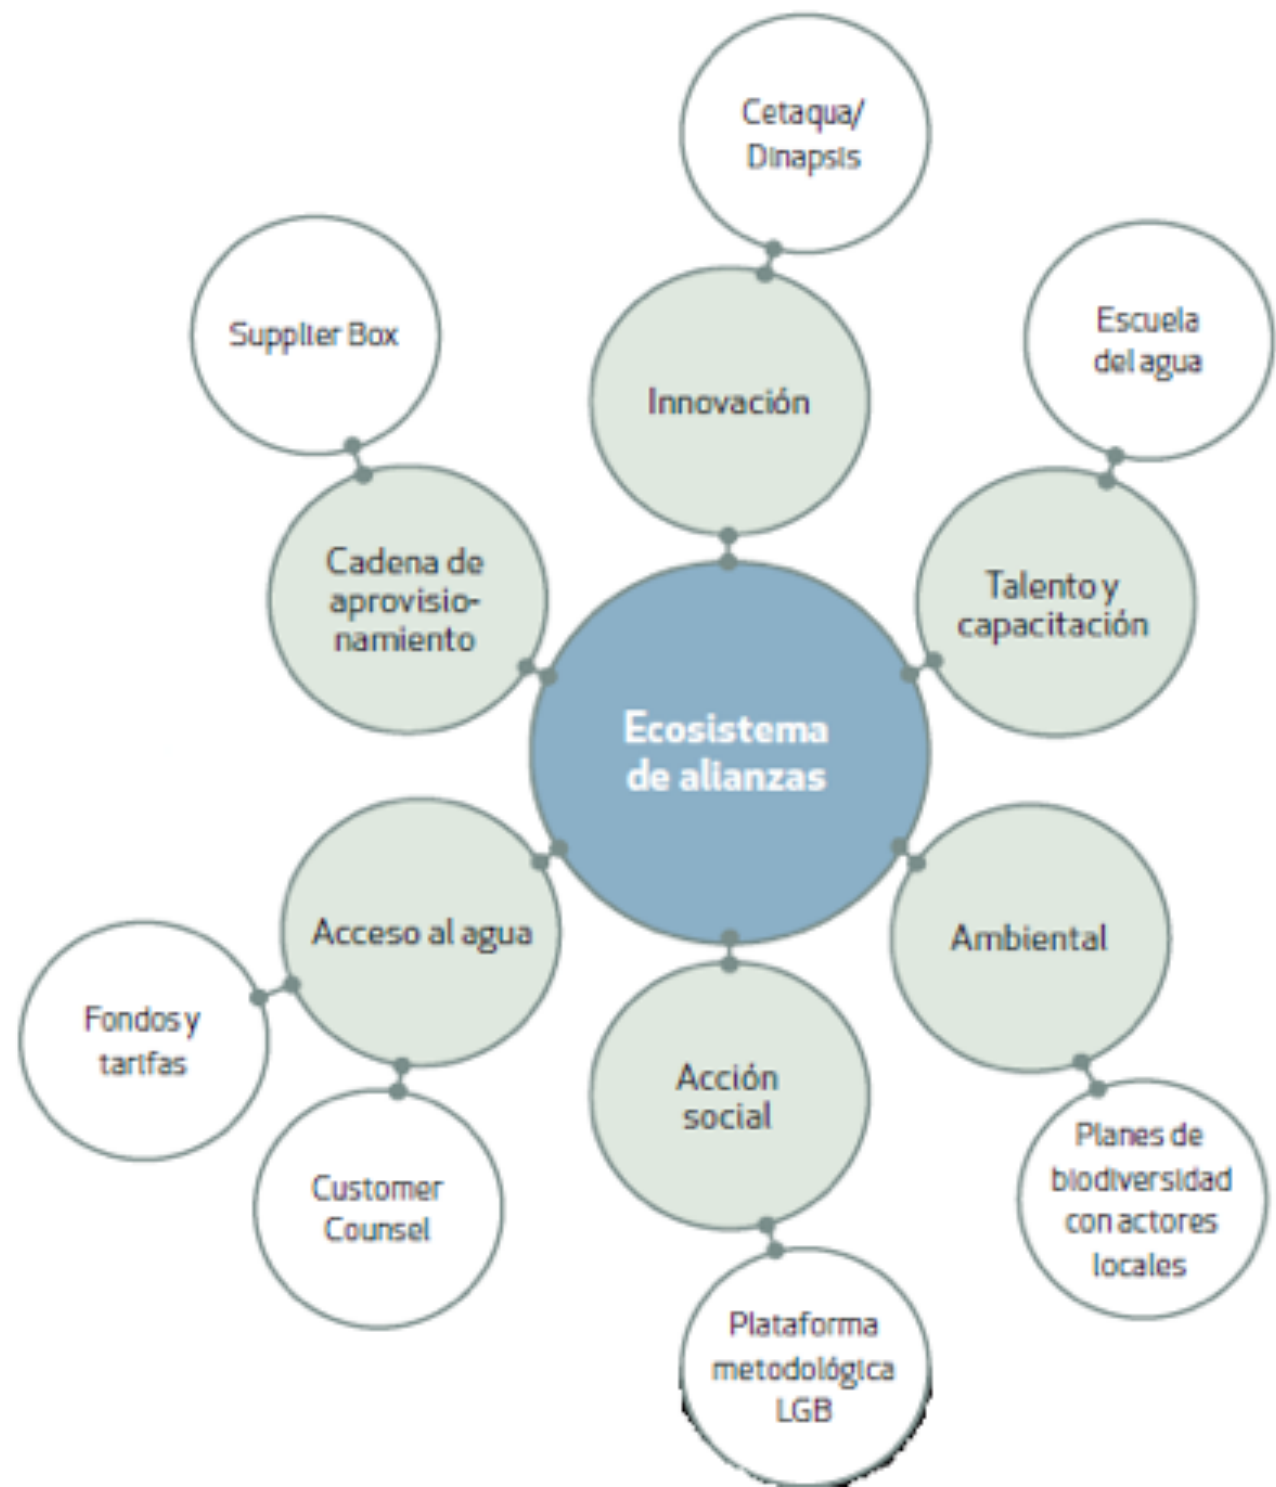 Cetaqua/
Dinapsis
Supplier Box
Escuela
del agua
Innovación
Cadena de
aprovisio-
namiento
Talento y
capacitación
Ecosistema
de alianzas
Acceso al agua
Ambiental
Fondos y
tarifas
Acción
social
Customer
Counsel
Planes de
biodiversidad
con actores
locales
Plataforma
metodológica
LGB